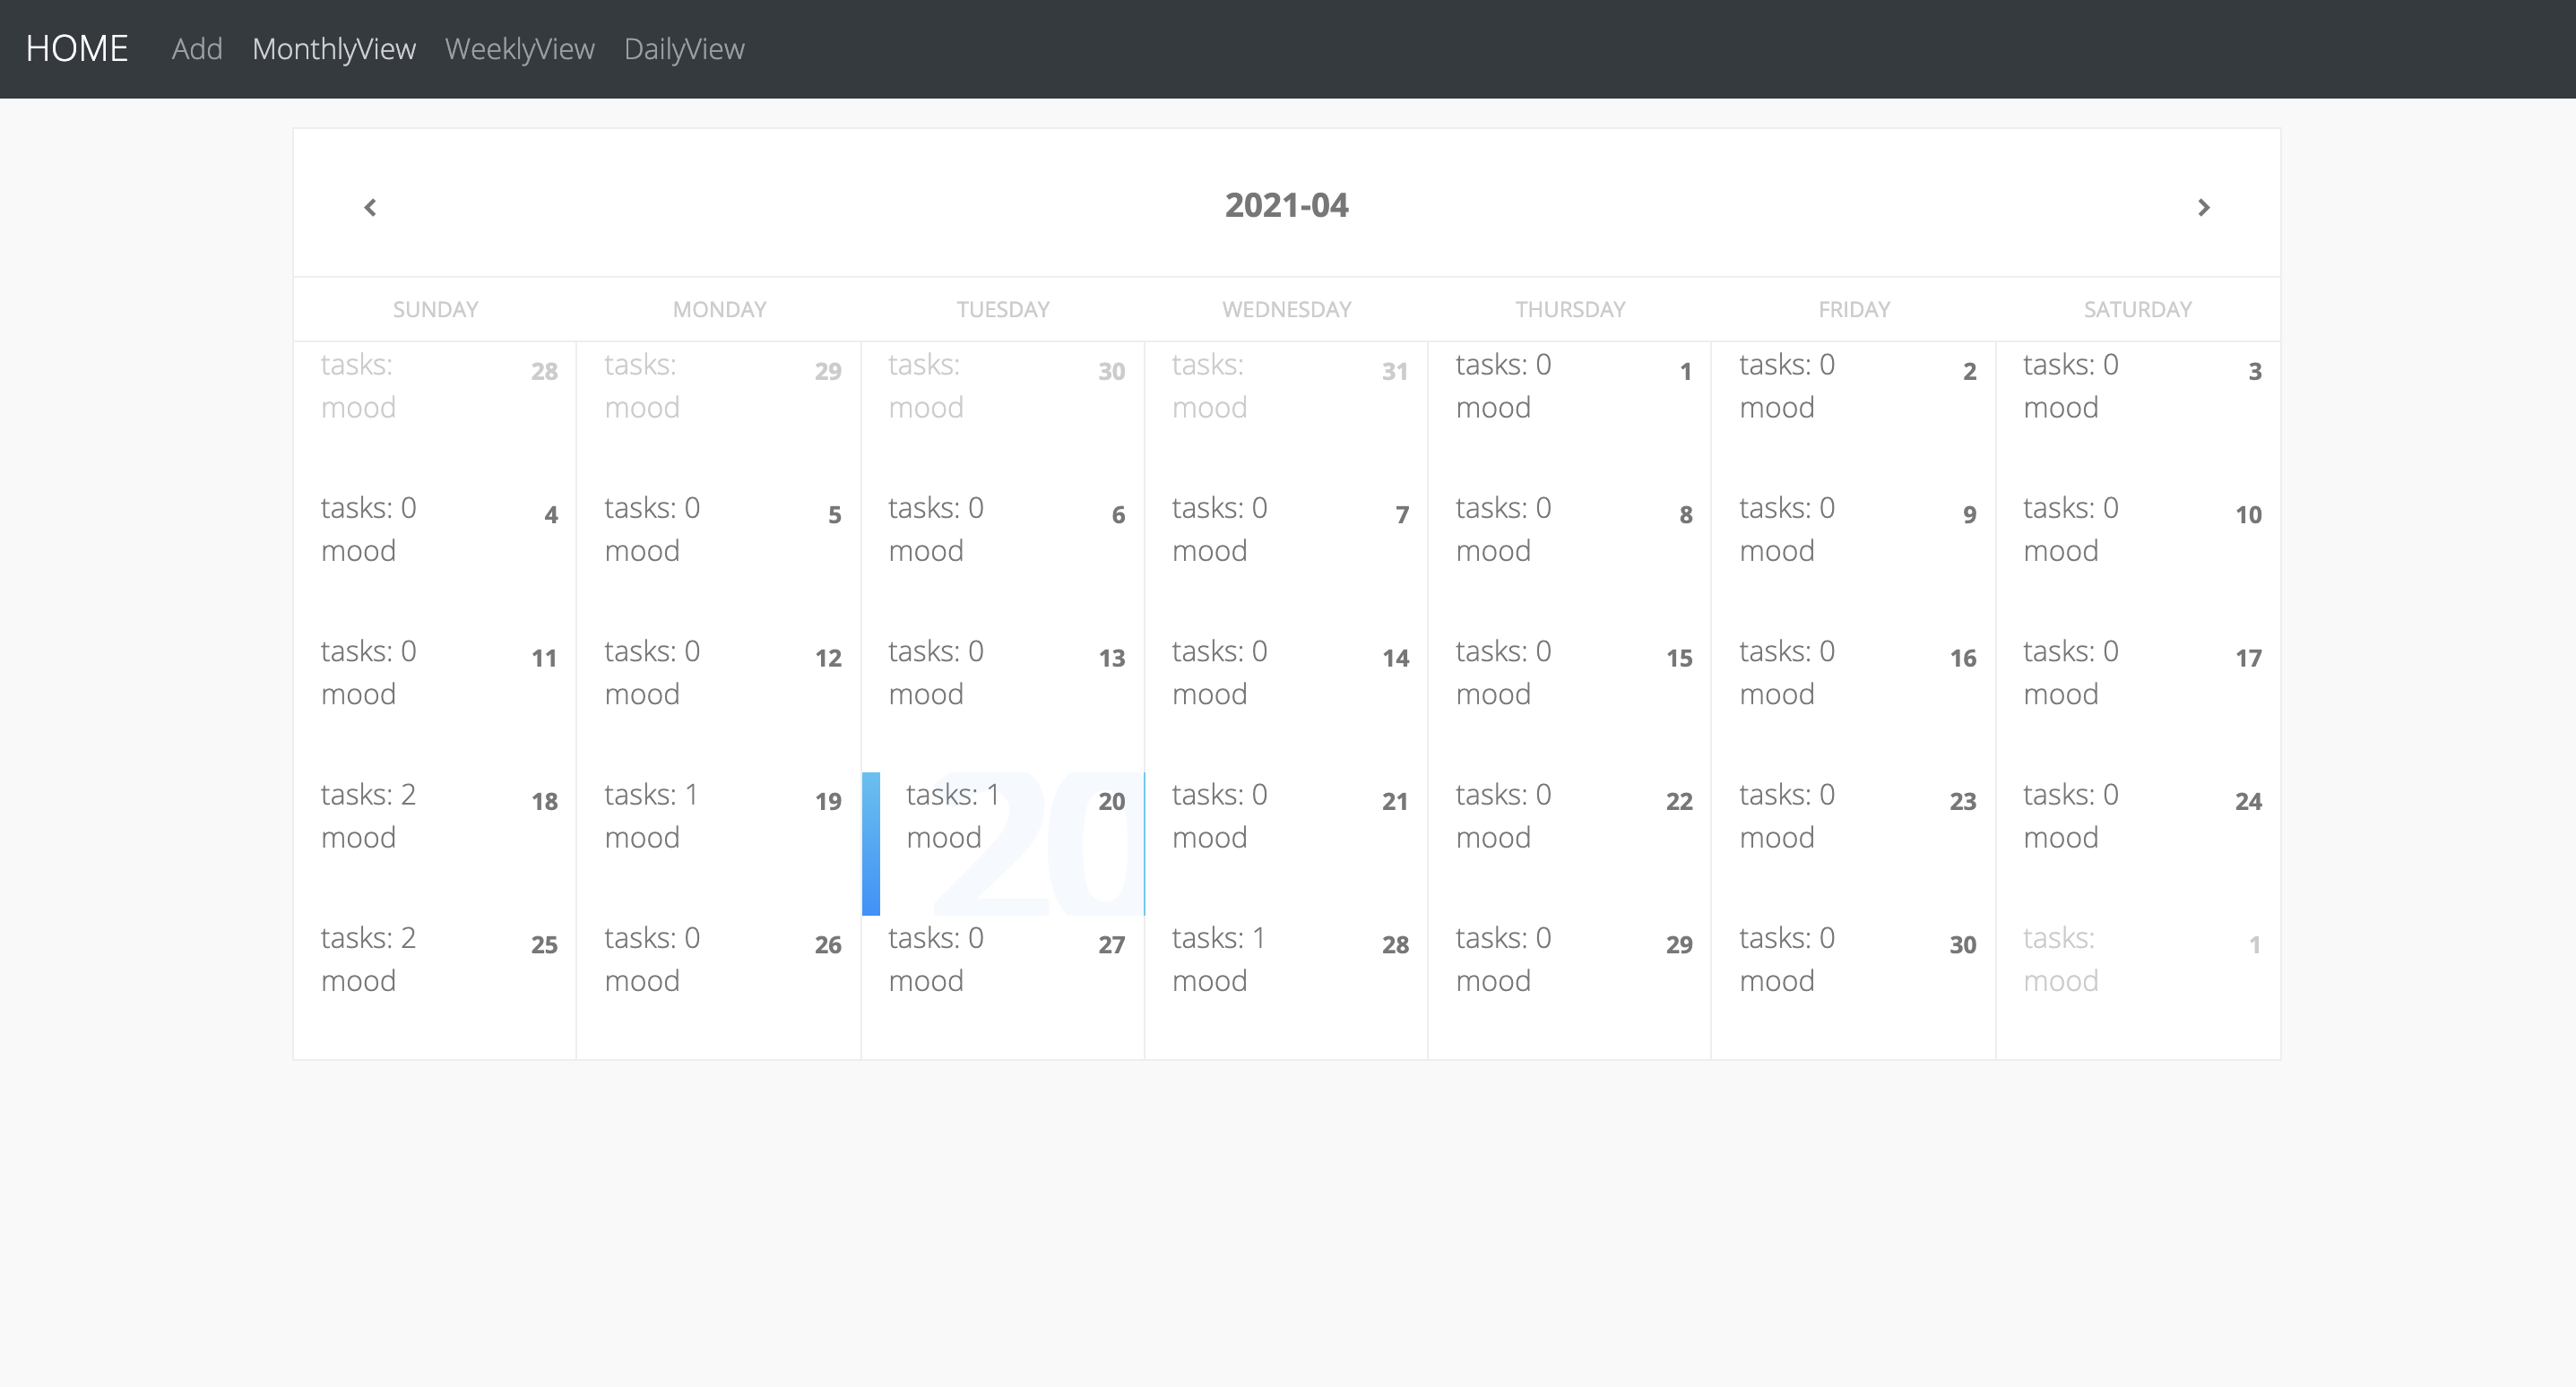 HOME Add MonthlyView WeeklyView DailyView
2021-04
SUNDAY MONDAY TUESDAY WEDNESDAY THURSDAY FRIDAY SATURDAY
tasks: 28 tasks: 29 tasks: 30 tasks: 31 tasks: 0 1 tasks: 0 2 tasks: 0 3
mood mood mood mood mood mood mood
tasks: 0 4 tasks: 0 5 tasks: 0 6 tasks: 0 7 tasks: 0 8 tasks: 0 9 tasks: 0 10
mood mood mood mood mood mood mood
tasks: 0 11 tasks: 0 12 tasks: 0 13 tasks: 0 14 tasks: 0 15 tasks: 0 16 tasks: 0 17
mood mood mood mood mood mood mood
tasks: 2 18 tasks: 1 19 tasks: 1 20 tasks: 0 21 tasks: 0 22 tasks: 0 23 tasks: 0 24
mood mood mood 20 mood mood mood mood
tasks: 2 25 tasks: 0 26 tasks: 0 27 tasks: 1 28 tasks: 0 29 tasks: 0 30 tasks: 1
mood mood mood mood mood mood mood